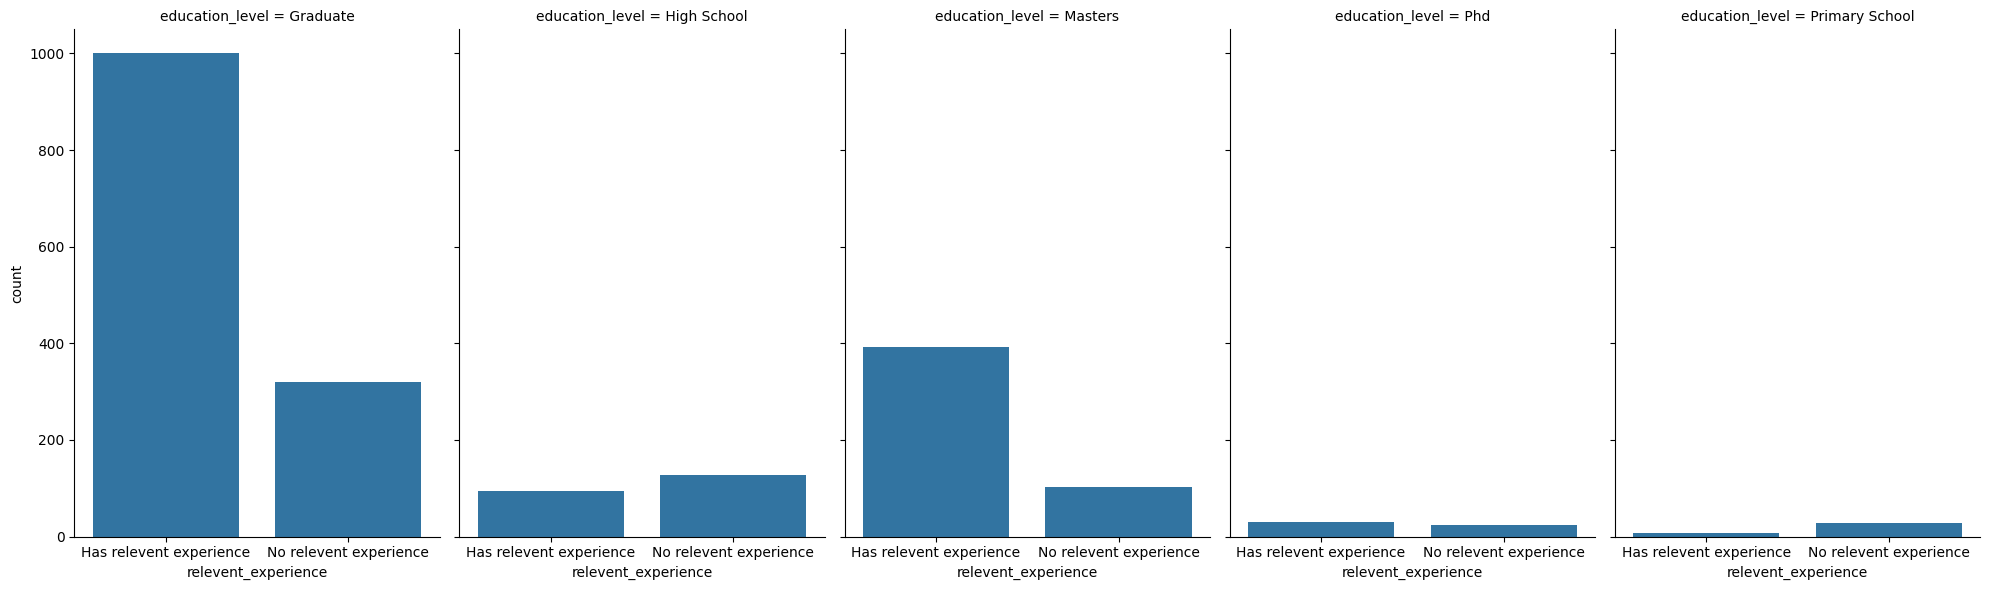 education_level = Graduate
education_level = High School
education_level = Masters
education_level = Phd
education_level = Primary School
count
1000
800
600
400
200
0
Has relevent experience No relevent experience
relevent_experience
Has relevent experience No relevent experience
relevent_experience
Has relevent experience No relevent experience
relevent_experience
Has relevent experience No relevent experience
relevent_experience
Has relevent experience No relevent experience
relevent_experience